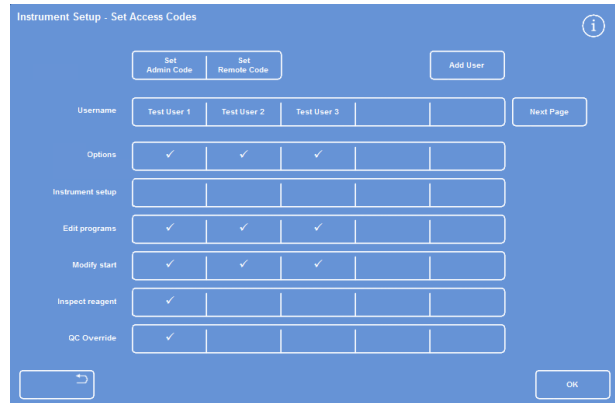 Instrument Setup - Set Access Codes
i
Set
Admin Code
Set
Remote Code
Add User
Username
Test User 1
Test User 2
Test User 3
Next Page
Options
✓ ✓ ✓
Instrument setup
Edit programs
✓ ✓ ✓
Modify start
✓ ✓ ✓
Inspect reagent
✓
QC Override
✓
OK